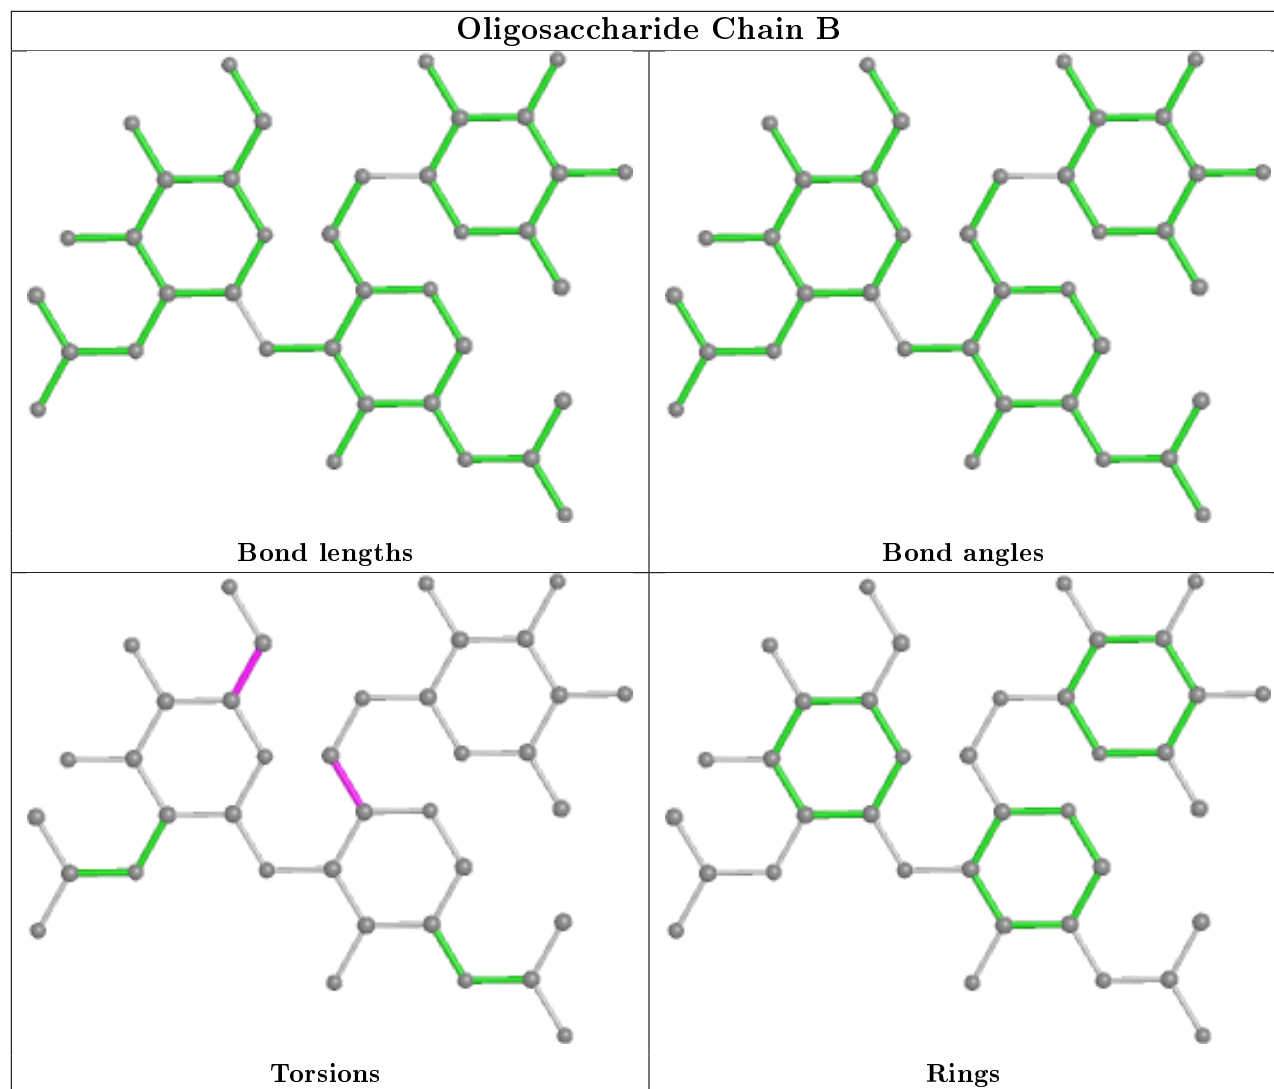 Oligosaccharide Chain B
Bond lengths
Bond angles
Torsions
Rings